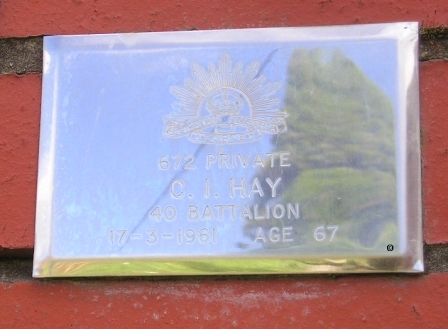 672 PRIVATE
C. I. HAY
40 BATTALION
17-3-1961 AGE 67
©